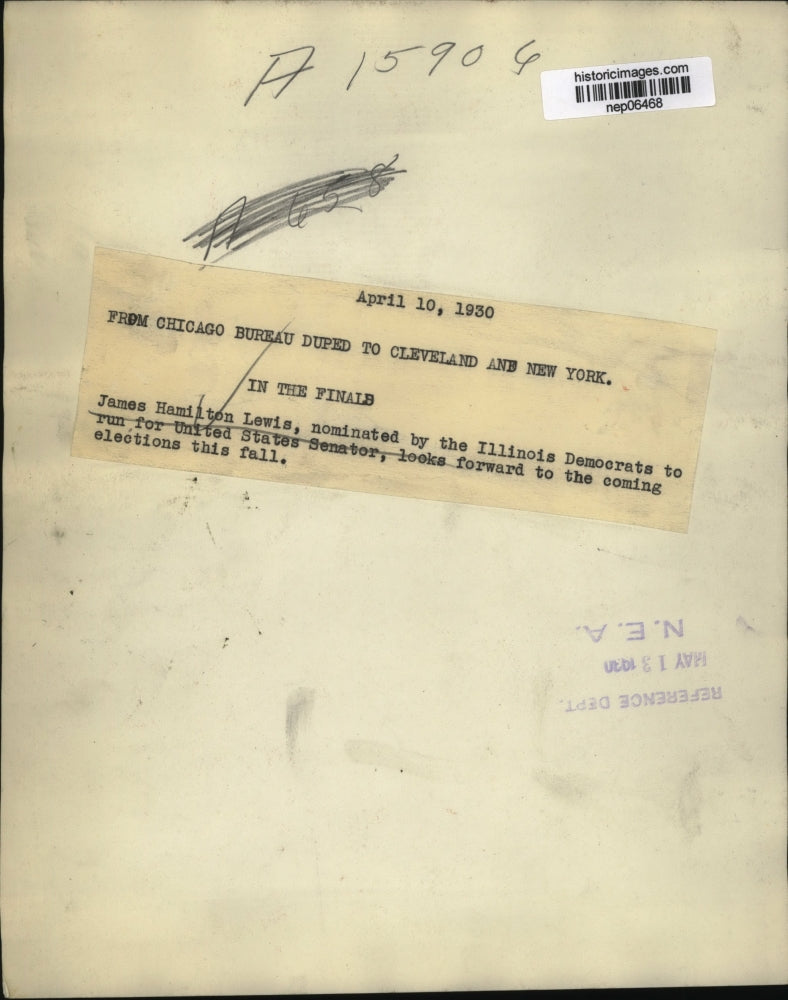 A 15906
historicimages.com
nep06468
A 658
April 10, 1930
FROM CHICAGO BUREAU DUPED TO CLEVELAND AND NEW YORK.
IN THE FINALS
James Hamilton Lewis, nominated by the Illinois Democrats to
run for United States Senator, looks forward to the coming
elections this fall.
REFERENCE DEPT.
MAY 13 1930
N.E.A.